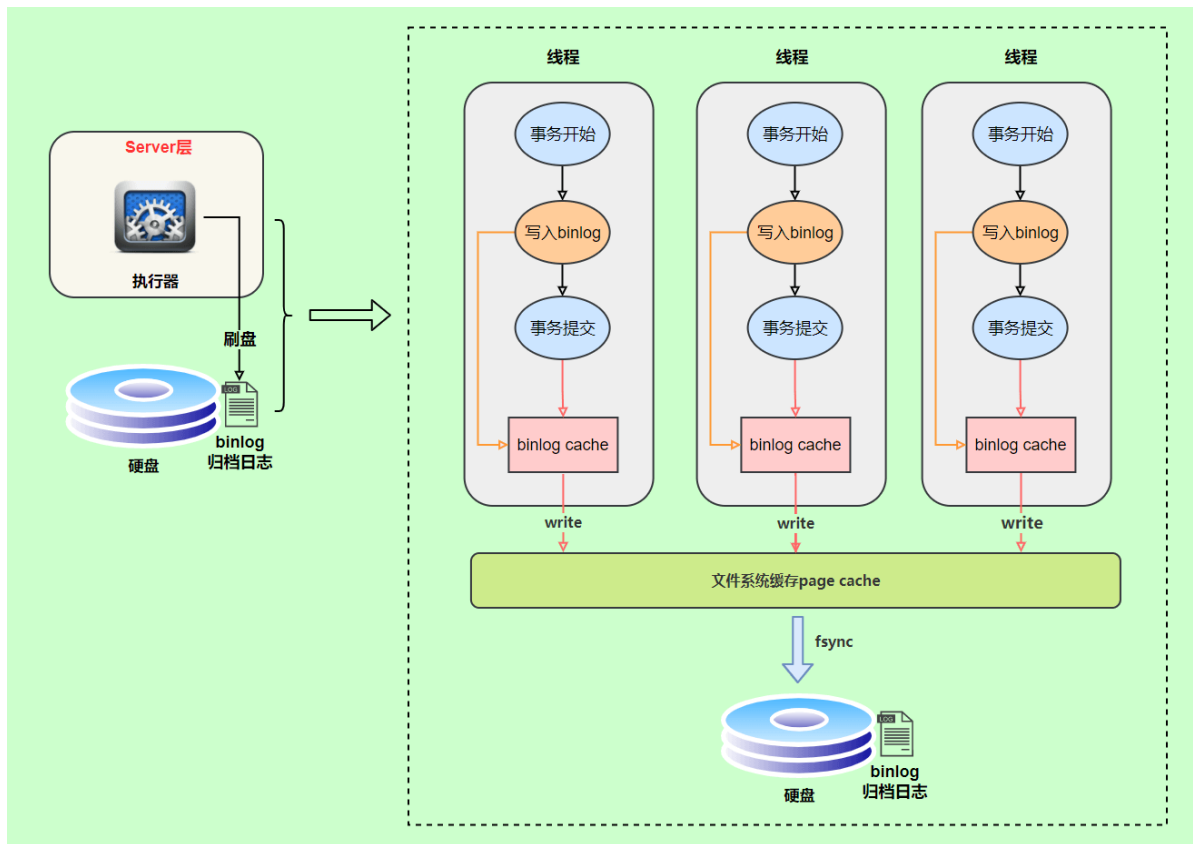 Server层
执行器
刷盘
LOG
binlog
归档日志
硬盘
线程
事务开始
写入binlog
事务提交
binlog cache
write
线程
事务开始
写入binlog
事务提交
binlog cache
write
线程
事务开始
写入binlog
事务提交
binlog cache
write
文件系统缓存page cache
fsync
LOG
binlog
归档日志
硬盘